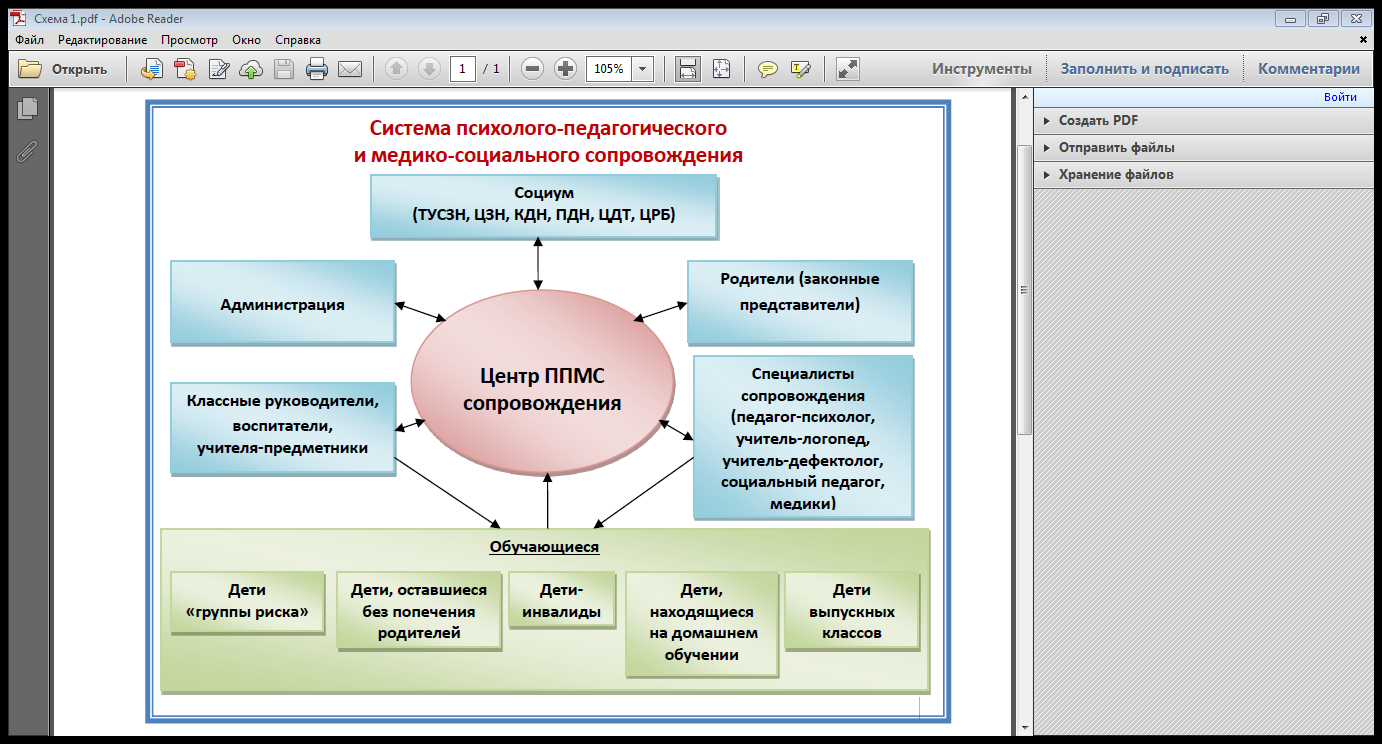 Схема 1.pdf - Adobe Reader
Файл Редактирование Просмотр Окно Справка
Открыть 1 / 1 105% Инструменты Заполнить и подписать Комментарии
Войти
Создать PDF
Отправить файлы
Хранение файлов
Система психолого-педагогического
и медико-социального сопровождения
Социум
(ТУСЗН, ЦЗН, КДН, ПДН, ЦДТ, ЦРБ)
Администрация
Родители (законные
представители)
Центр ППМС
сопровождения
Классные руководители,
воспитатели,
учителя-предметники
Специалисты
сопровождения
(педагог-психолог,
учитель-логопед,
учитель-дефектолог,
социальный педагог,
медики)
Обучающиеся
Дети
«группы риска»
Дети, оставшиеся
без попечения
родителей
Дети-
инвалиды
Дети,
находящиеся
на домашнем
обучении
Дети
выпускных
классов